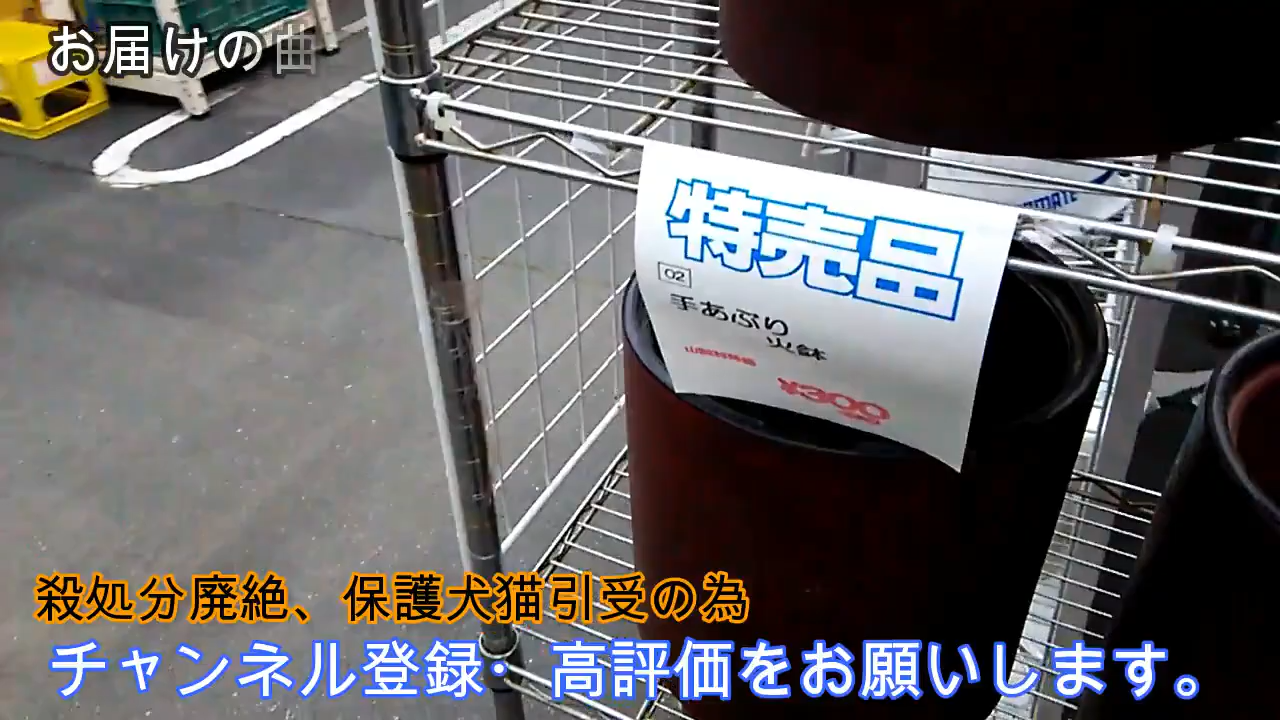 お届けの曲
特売品
02
手あぶり
火鉢
¥300
殺処分廃絶、保護犬猫引受の為
チャンネル登録・高評価をお願いします。